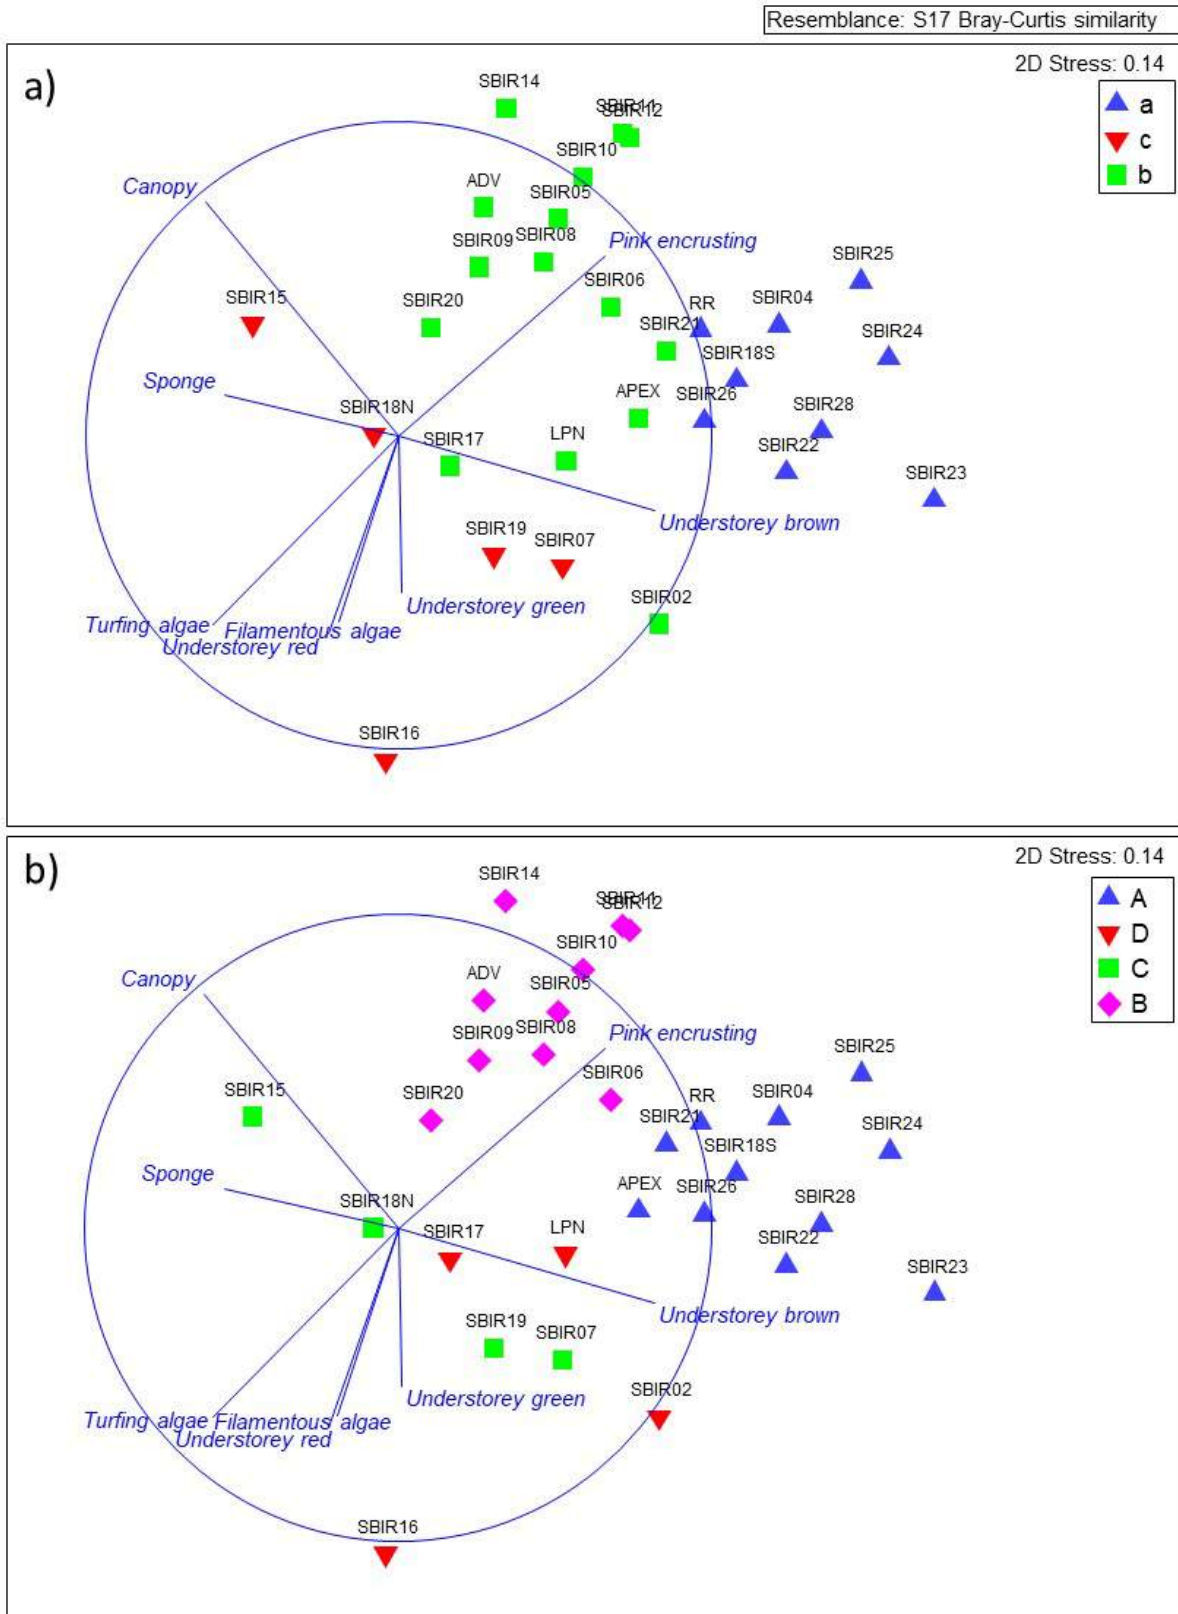 Resemblance: S17 Bray-Curtis similarity
a)
2D Stress: 0.14
a
c
b
SBIR14
SBIR11
SBIR12
SBIR10
Canopy
ADV
SBIR05
SBIR09
SBIR08
Pink encrusting
SBIR25
SBIR06
SBIR15
SBIR20
RR
SBIR04
SBIR24
SBIR21
SBIR18S
Sponge
SBIR18N
APEX
SBIR26
SBIR28
SBIR17
LPN
SBIR22
SBIR23
Understorey brown
SBIR19
SBIR07
Understorey green
SBIR02
Turfing algae
Filamentous algae
Understorey red
SBIR16
b)
2D Stress: 0.14
A
D
C
B
SBIR14
SBIR11
SBIR12
SBIR10
Canopy
ADV
SBIR05
SBIR09
SBIR08
Pink encrusting
SBIR25
SBIR06
SBIR15
SBIR20
RR
SBIR04
SBIR24
SBIR21
SBIR18S
Sponge
SBIR18N
APEX
SBIR26
SBIR28
SBIR17
LPN
SBIR22
SBIR23
Understorey brown
SBIR19
SBIR07
Understorey green
SBIR02
Turfing algae
Filamentous algae
Understorey red
SBIR16